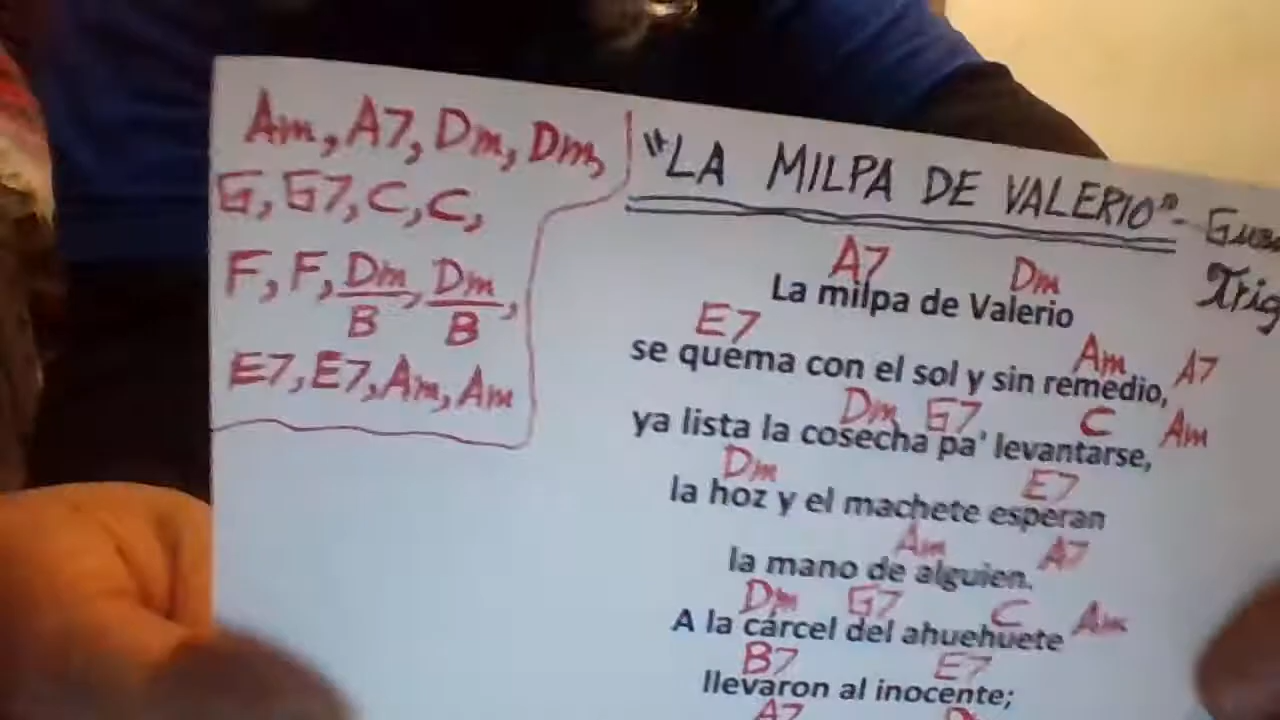 Am, A7, Dm, Dm,
G, G7, C, C,
F, F, Dm/B, Dm/B,
E7, E7, Am, Am
"LA MILPA DE VALERIO"-
A7 Dm
La milpa de Valerio
E7 Am A7
se quema con el sol y sin remedio,
Dm G7 C Am
ya lista la cosecha pa' levantarse,
Dm E7
la hoz y el machete esperan
Am A7
la mano de alguien.
Dm G7 C Am
A la cárcel del ahuehuete
B7 E7
llevaron al inocente;
A7